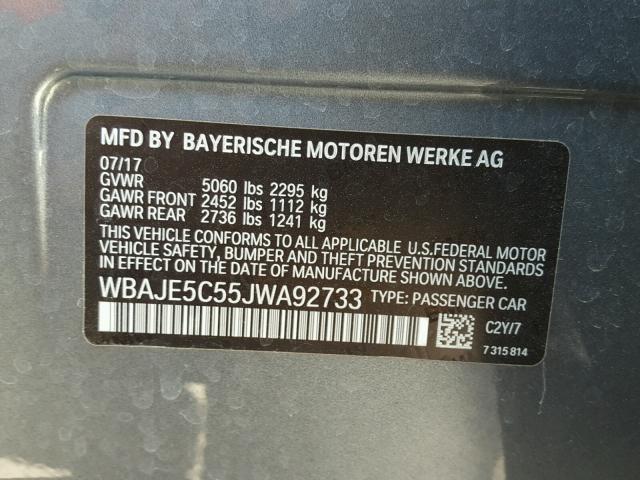 MFD BY BAYERISCHE MOTOREN WERKE AG
07/17
GVWR 5060 lbs 2295 kg
GAWR FRONT 2452 lbs 1112 kg
GAWR REAR 2736 lbs 1241 kg
THIS VEHICLE CONFORMS TO ALL APPLICABLE U.S.FEDERAL MOTOR
VEHICLE SAFETY, BUMPER AND THEFT PREVENTION STANDARDS
IN EFFECT ON THE DATE OF MANUFACTURE SHOWN ABOVE.
WBAJE5C55JWA92733 TYPE: PASSENGER CAR
C2Y/7
7 315 814